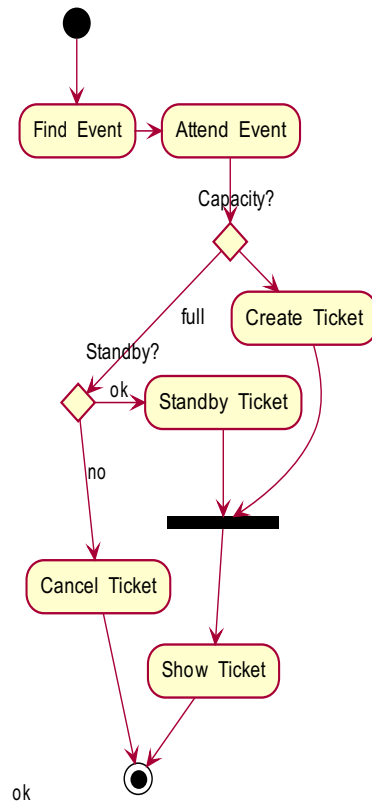 Find Event
Attend Event
Capacity?
full
Create Ticket
Standby?
ok
Standby Ticket
no
Cancel Ticket
Show Ticket
ok